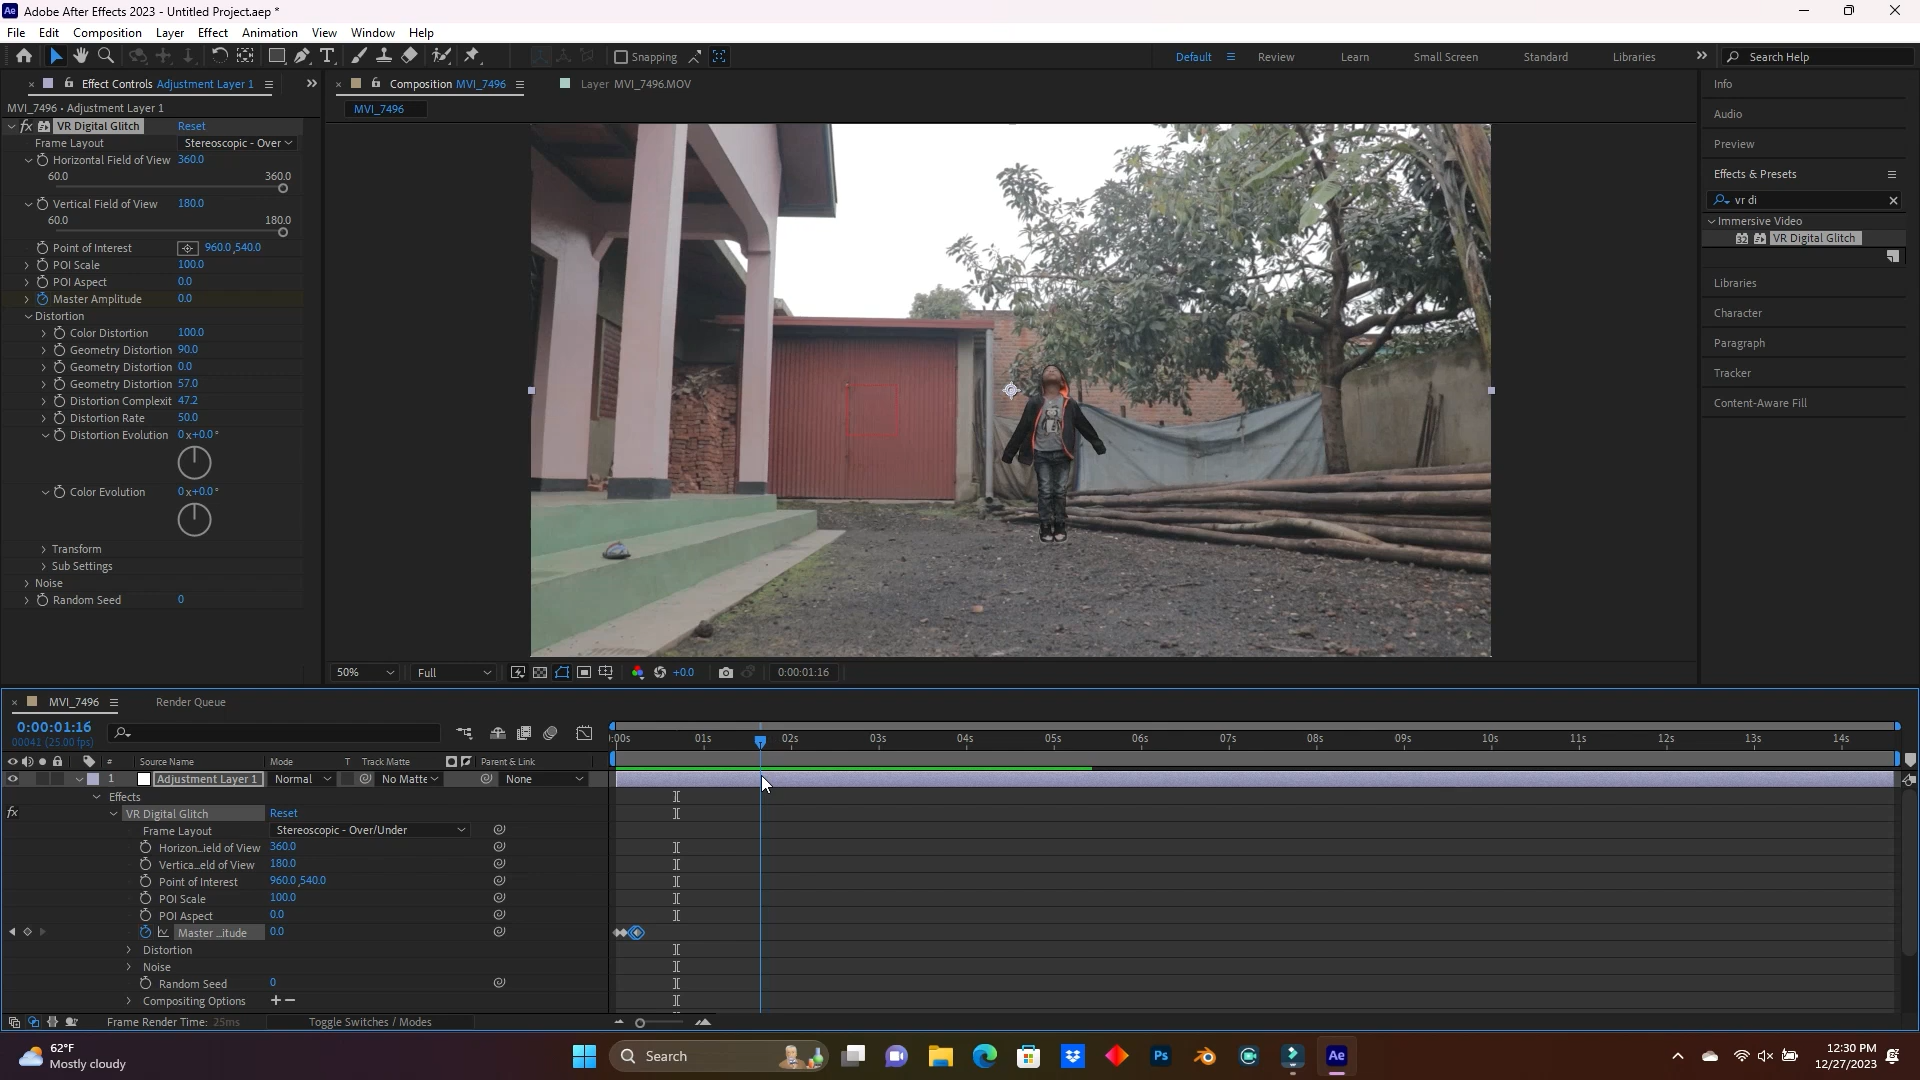 Adobe After Effects 2023 - Untitled Project.aep *
File Edit Composition Layer Effect Animation View Window Help
Snapping
Default Review Learn Small Screen Standard Libraries
Search Help
Effect Controls Adjustment Layer 1
MVI_7496 • Adjustment Layer 1
fx VR Digital Glitch Reset
Frame Layout Stereoscopic - Over
Horizontal Field of View 360.0
60.0 360.0
Vertical Field of View 180.0
60.0 180.0
Point of Interest 960.0,540.0
POI Scale 100.0
POI Aspect 0.0
Master Amplitude 0.0
Distortion
Color Distortion 100.0
Geometry Distortion 90.0
Geometry Distortion 0.0
Geometry Distortion 57.0
Distortion Complexit 47.2
Distortion Rate 50.0
Distortion Evolution 0x+0.0°
Color Evolution 0x+0.0°
Transform
Sub Settings
Noise
Random Seed 0
Composition MVI_7496
Layer MVI_7496.MOV
MVI_7496
50% Full +0.0 0:00:01:16
Info
Audio
Preview
Effects & Presets
vr di
Immersive Video
32 VR Digital Glitch
Libraries
Character
Paragraph
Tracker
Content-Aware Fill
MVI_7496 Render Queue
0:00:01:16
00041 (25.00 fps)
# Source Name Mode T Track Matte Parent & Link
:00s 01s 02s 03s 04s 05s 06s 07s 08s 09s 10s 11s 12s 13s 14s
1 Adjustment Layer 1 Normal No Matte None
Effects
fx VR Digital Glitch Reset
Frame Layout Stereoscopic - Over/Under
Horizon...ield of View 360.0
Vertica...eld of View 180.0
Point of Interest 960.0,540.0
POI Scale 100.0
POI Aspect 0.0
Master ...itude 0.0
Distortion
Noise
Random Seed 0
Compositing Options + −
Frame Render Time: 25ms Toggle Switches / Modes
62°F
Mostly cloudy
Search
Ps
Ae
12:30 PM
12/27/2023